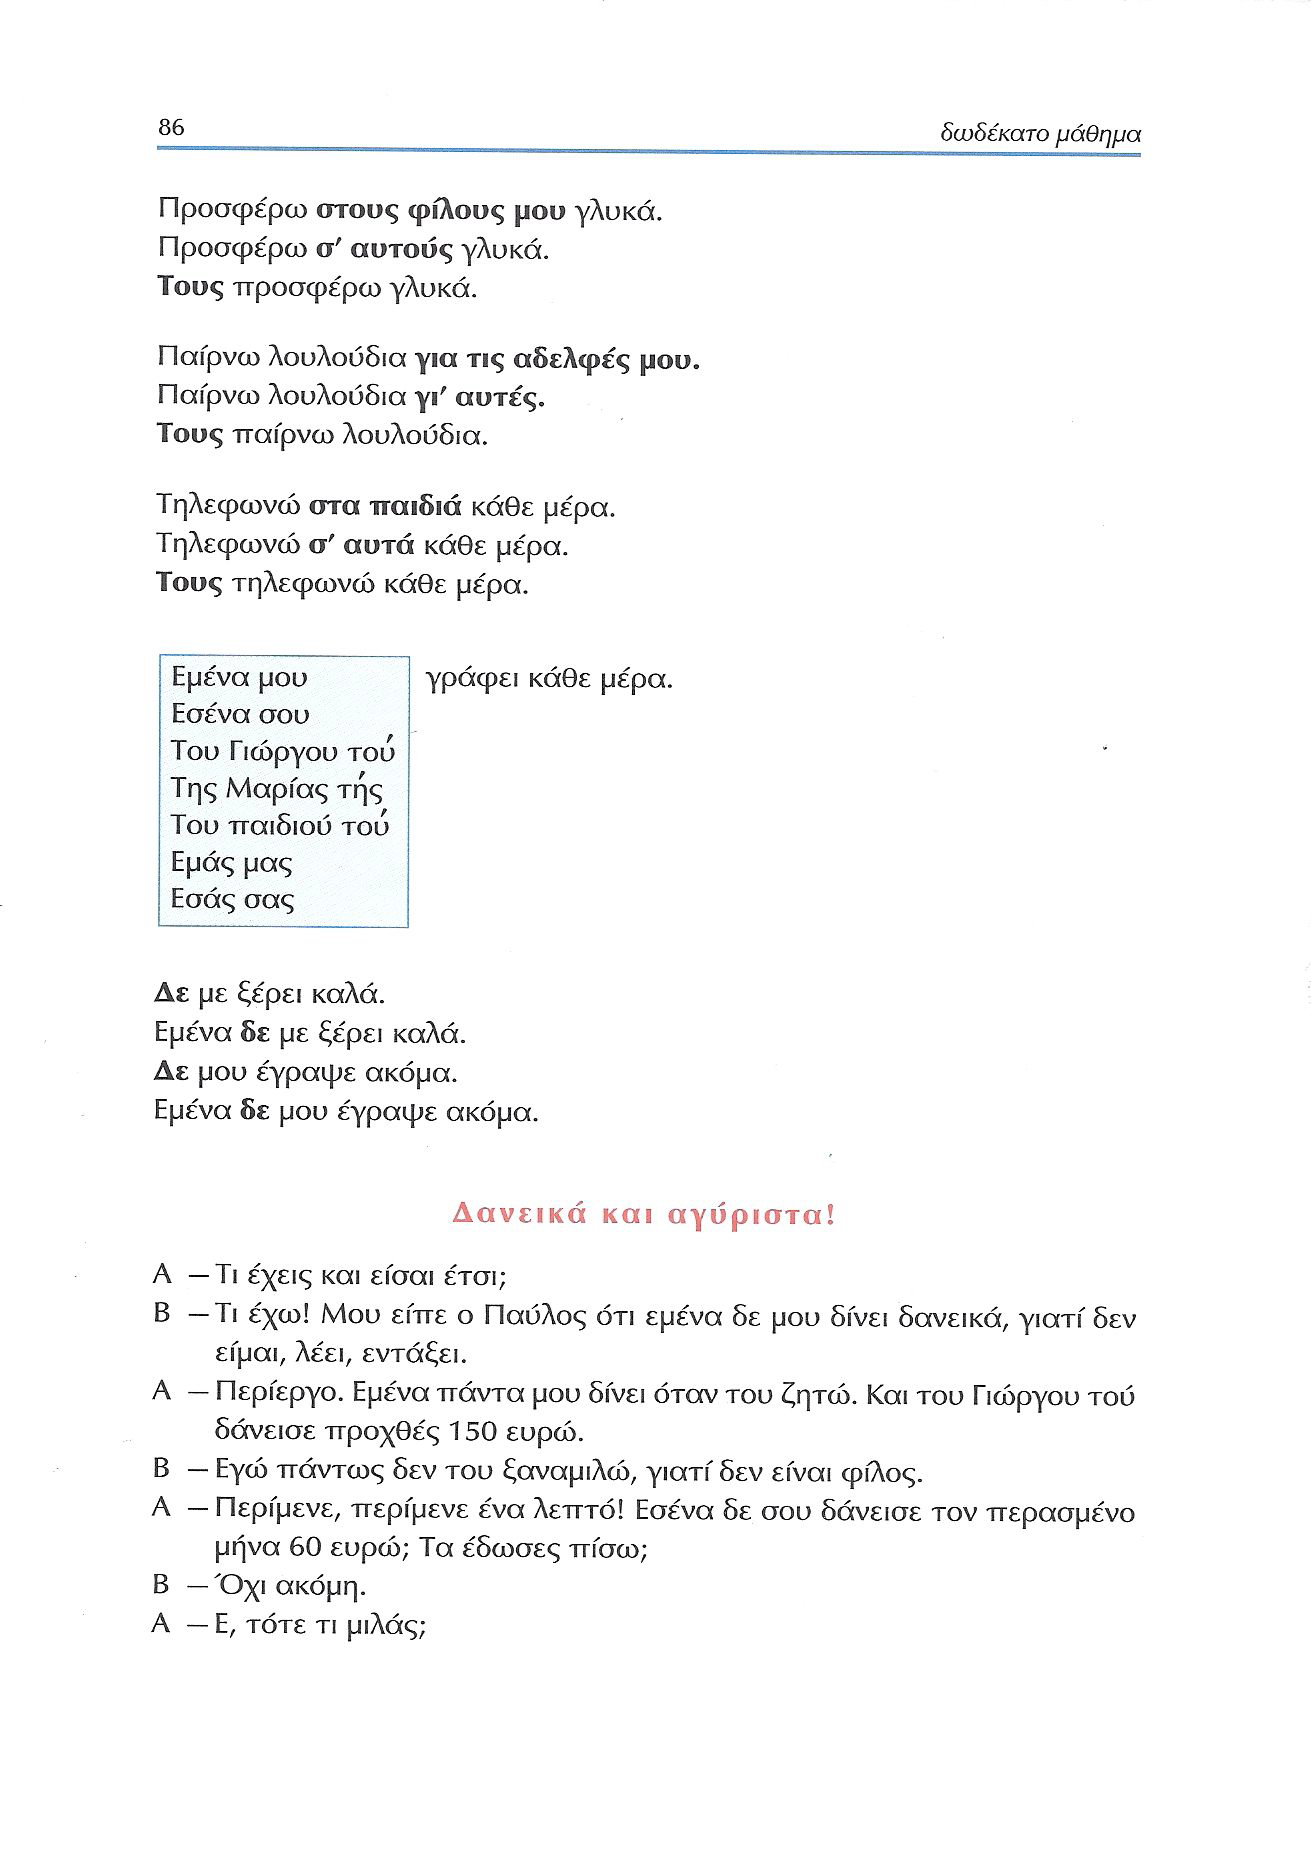 86
δωδέκατο μάθημα
Προσφέρω στους φίλους μου γλυκά.
Προσφέρω σ' αυτούς γλυκά.
Τους προσφέρω γλυκά.
Παίρνω λουλούδια για τις αδελφές μου.
Παίρνω λουλούδια γι' αυτές.
Τους παίρνω λουλούδια.
Τηλεφωνώ στα παιδιά κάθε μέρα.
Τηλεφωνώ σ' αυτά κάθε μέρα.
Τους τηλεφωνώ κάθε μέρα.
Εμένα μου γράφει κάθε μέρα.
Εσένα σου
Του Γιώργου τού
Της Μαρίας τής
Του παιδιού τού
Εμάς μας
Εσάς σας
Δε με ξέρει καλά.
Εμένα δε με ξέρει καλά.
Δε μου έγραψε ακόμα.
Εμένα δε μου έγραψε ακόμα.
Δανεικά και αγύριστα!
Α – Τι έχεις και είσαι έτσι;
Β – Τι έχω! Μου είπε ο Παύλος ότι εμένα δε μου δίνει δανεικά, γιατί δεν
είμαι, λέει, εντάξει.
Α – Περίεργο. Εμένα πάντα μου δίνει όταν του ζητώ. Και του Γιώργου τού
δάνεισε προχθές 150 ευρώ.
Β – Εγώ πάντως δεν του ξαναμιλώ, γιατί δεν είναι φίλος.
Α – Περίμενε, περίμενε ένα λεπτό! Εσένα δε σου δάνεισε τον περασμένο
μήνα 60 ευρώ; Τα έδωσες πίσω;
Β – Όχι ακόμη.
Α – Ε, τότε τι μιλάς;